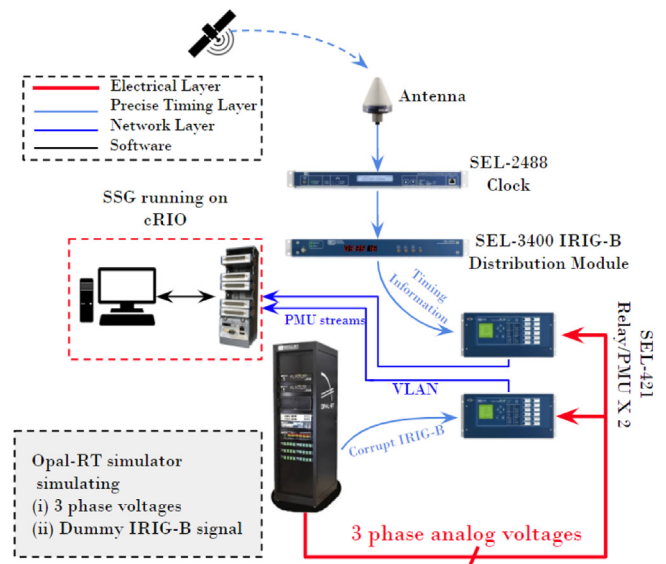 Electrical Layer
Precise Timing Layer
Network Layer
Software
Antenna
SEL-2488
Clock
SSG running on
cRIO
SEL-3400 IRIG-B
Distribution Module
Timing
Information
PMU streams
VLAN
SEL-421
Relay/PMU X 2
OPAL-RT
Corrupt IRIG-B
Opal-RT simulator
simulating
(i) 3 phase voltages
(ii) Dummy IRIG-B signal
3 phase analog voltages